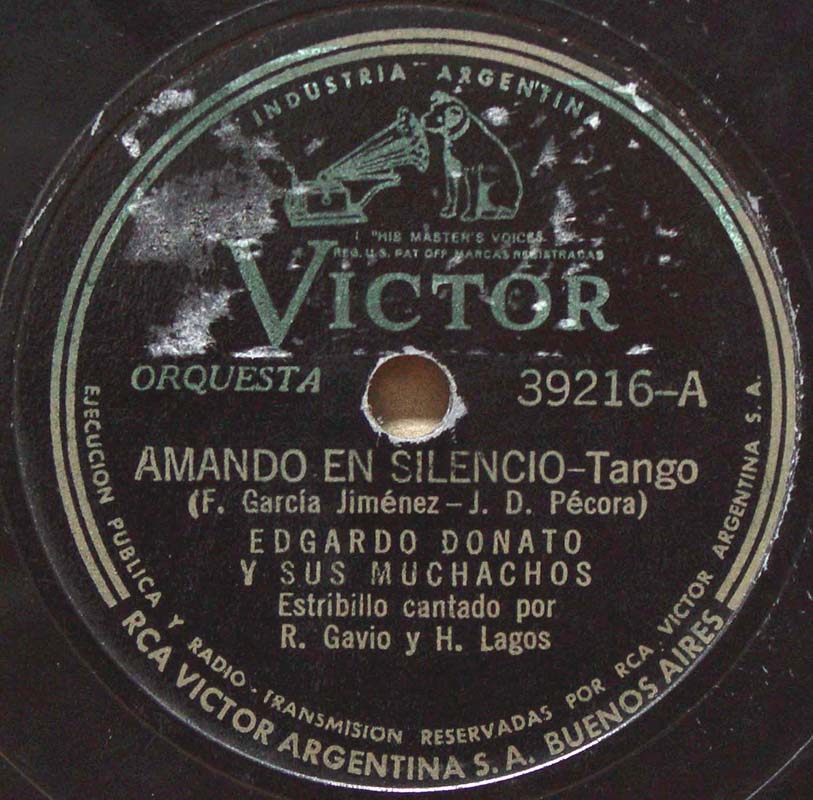 INDUSTRIA ARGENTINA
"HIS MASTER'S VOICE"
REG. U.S. PAT OFF MARCAS REGISTRADAS
VICTOR
ORQUESTA
39216-A
AMANDO EN SILENCIO-Tango
(F. García Jiménez - J. D. Pécora)
EDGARDO DONATO
Y SUS MUCHACHOS
Estribillo cantado por
R. Gavio y H. Lagos
EJECUCION PUBLICA Y RADIO-TRANSMISION RESERVADAS POR RCA VICTOR ARGENTINA S. A.
RCA VICTOR ARGENTINA S. A. BUENOS AIRES